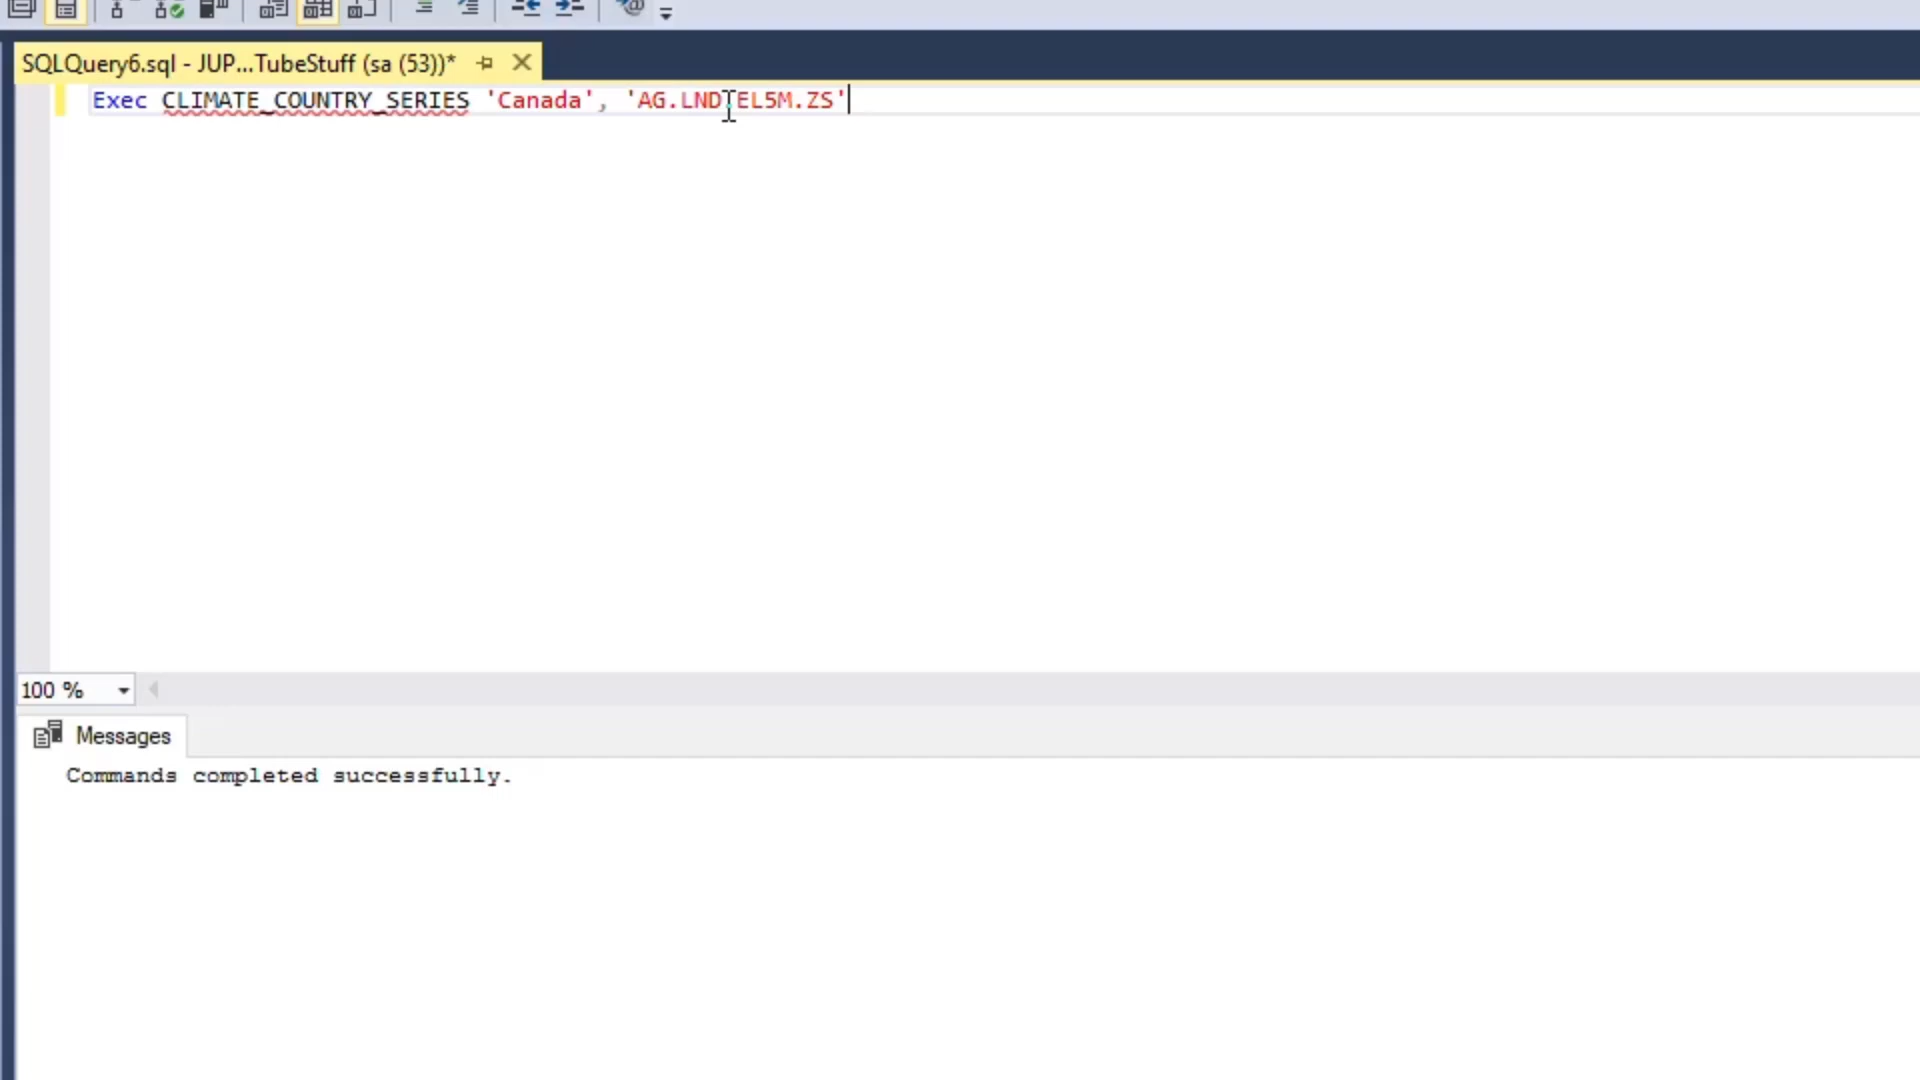 SQLQuery6.sql - JUP...TubeStuff (sa (53))*
Exec CLIMATE_COUNTRY_SERIES 'Canada', 'AG.LND.EL5M.ZS'
100 %
Messages
Commands completed successfully.